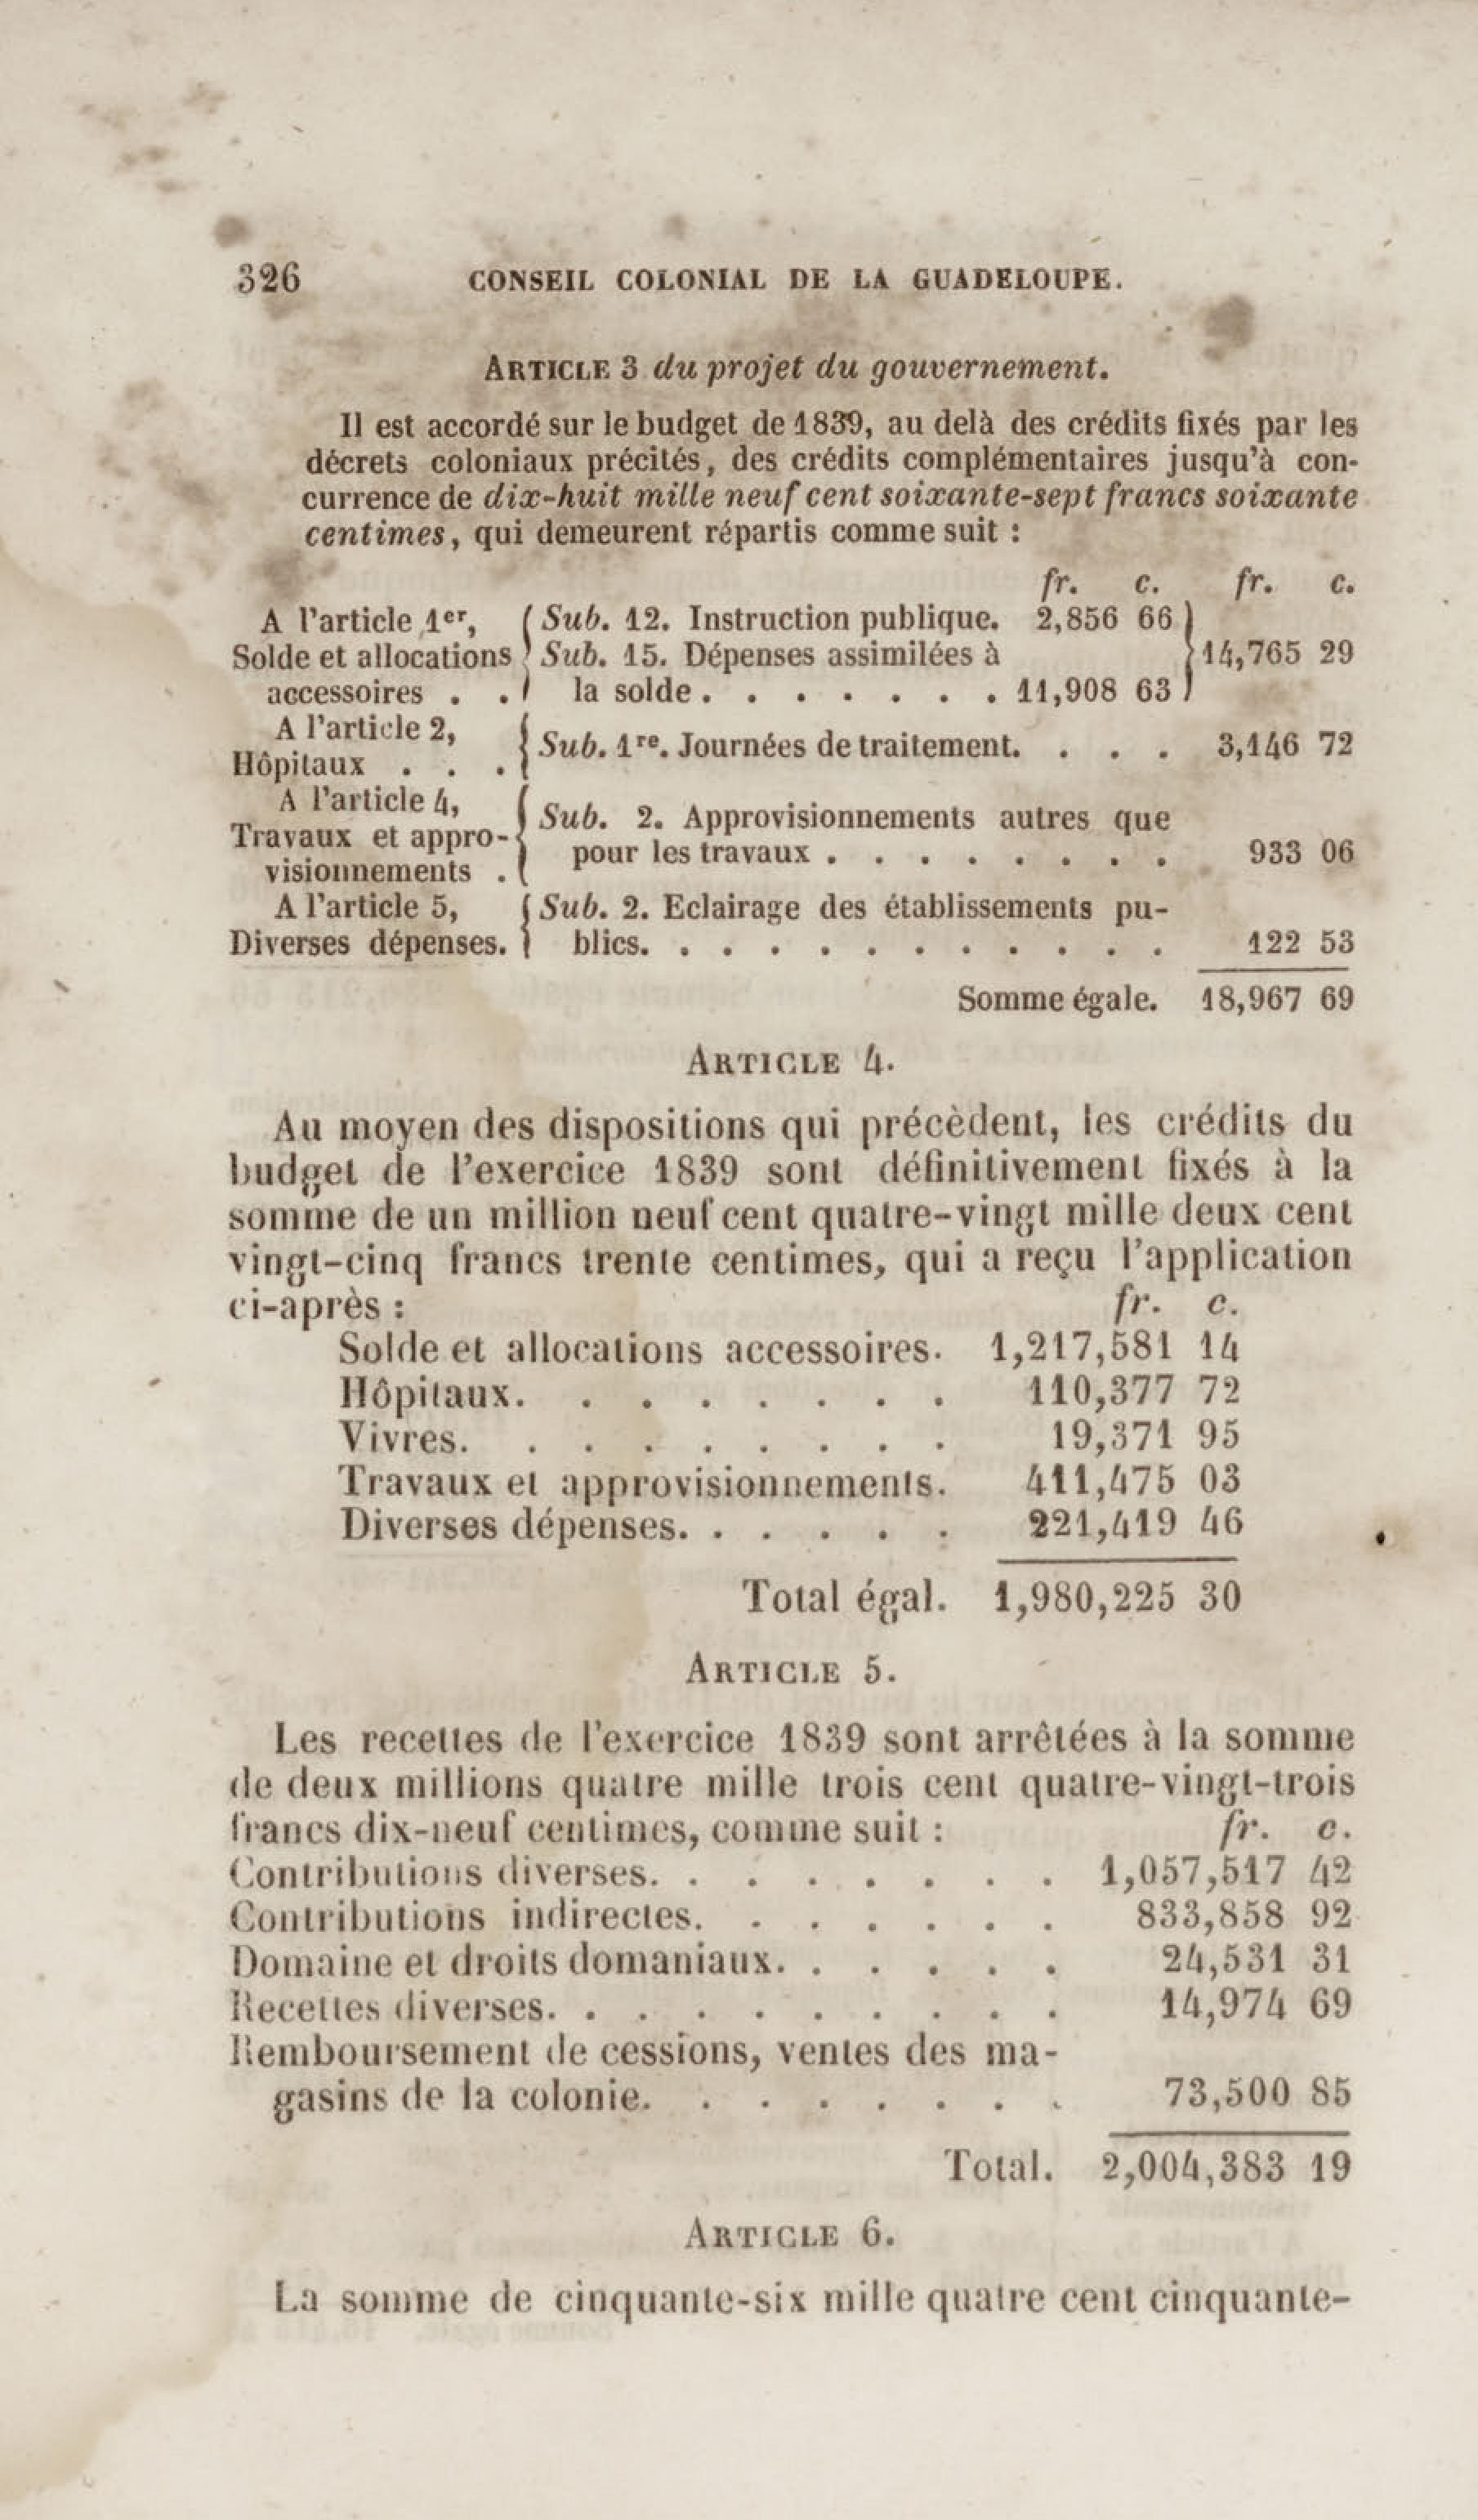 326 CONSEIL COLONIAL DE LA GUADELOUPE.
ARTICLE 3 du projet du gouvernement.
Il est accordé sur le budget de 1839, au delà des crédits fixés par les
décrets coloniaux précités, des crédits complémentaires jusqu'à con-
currence de dix-huit mille neuf cent soixante-sept francs soixante
centimes, qui demeurent répartis comme suit :
fr. c. fr. c.
A l'article 1er, { Sub. 12. Instruction publique. 2,856 66 }
Solde et allocations { Sub. 15. Dépenses assimilées à } 14,765 29
accessoires . . { la solde . . . . . . . 11,908 63 }
A l'article 2,
Hôpitaux . . . { Sub. 1re. Journées de traitement. . . . 3,146 72
A l'article 4,
Travaux et appro- { Sub. 2. Approvisionnements autres que
visionnements . { pour les travaux . . . . . . . . 933 06
A l'article 5, { Sub. 2. Eclairage des établissements pu-
Diverses dépenses. { blics. . . . . . . . . . . . 122 53
Somme égale. 18,967 69
ARTICLE 4.
Au moyen des dispositions qui précèdent, les crédits du
budget de l'exercice 1839 sont définitivement fixés à la
somme de un million neuf cent quatre-vingt mille deux cent
vingt-cinq francs trente centimes, qui a reçu l'application
ci-après : fr. c.
Solde et allocations accessoires. 1,217,581 14
Hôpitaux. . . . . . . . 110,377 72
Vivres. . . . . . . . . 19,371 95
Travaux et approvisionnements. 411,475 03
Diverses dépenses. . . . . . 221,419 46
Total égal. 1,980,225 30
ARTICLE 5.
Les recettes de l'exercice 1839 sont arrêtées à la somme
de deux millions quatre mille trois cent quatre-vingt-trois
francs dix-neuf centimes, comme suit : fr. c.
Contributions diverses. . . . . . . . 1,057,517 42
Contributions indirectes. . . . . . . 833,858 92
Domaine et droits domaniaux. . . . . . 24,531 31
Recettes diverses. . . . . . . . . . 14,974 69
Remboursement de cessions, ventes des ma-
gasins de la colonie. . . . . . . . 73,500 85
Total. 2,004,383 19
ARTICLE 6.
La somme de cinquante-six mille quatre cent cinquante-